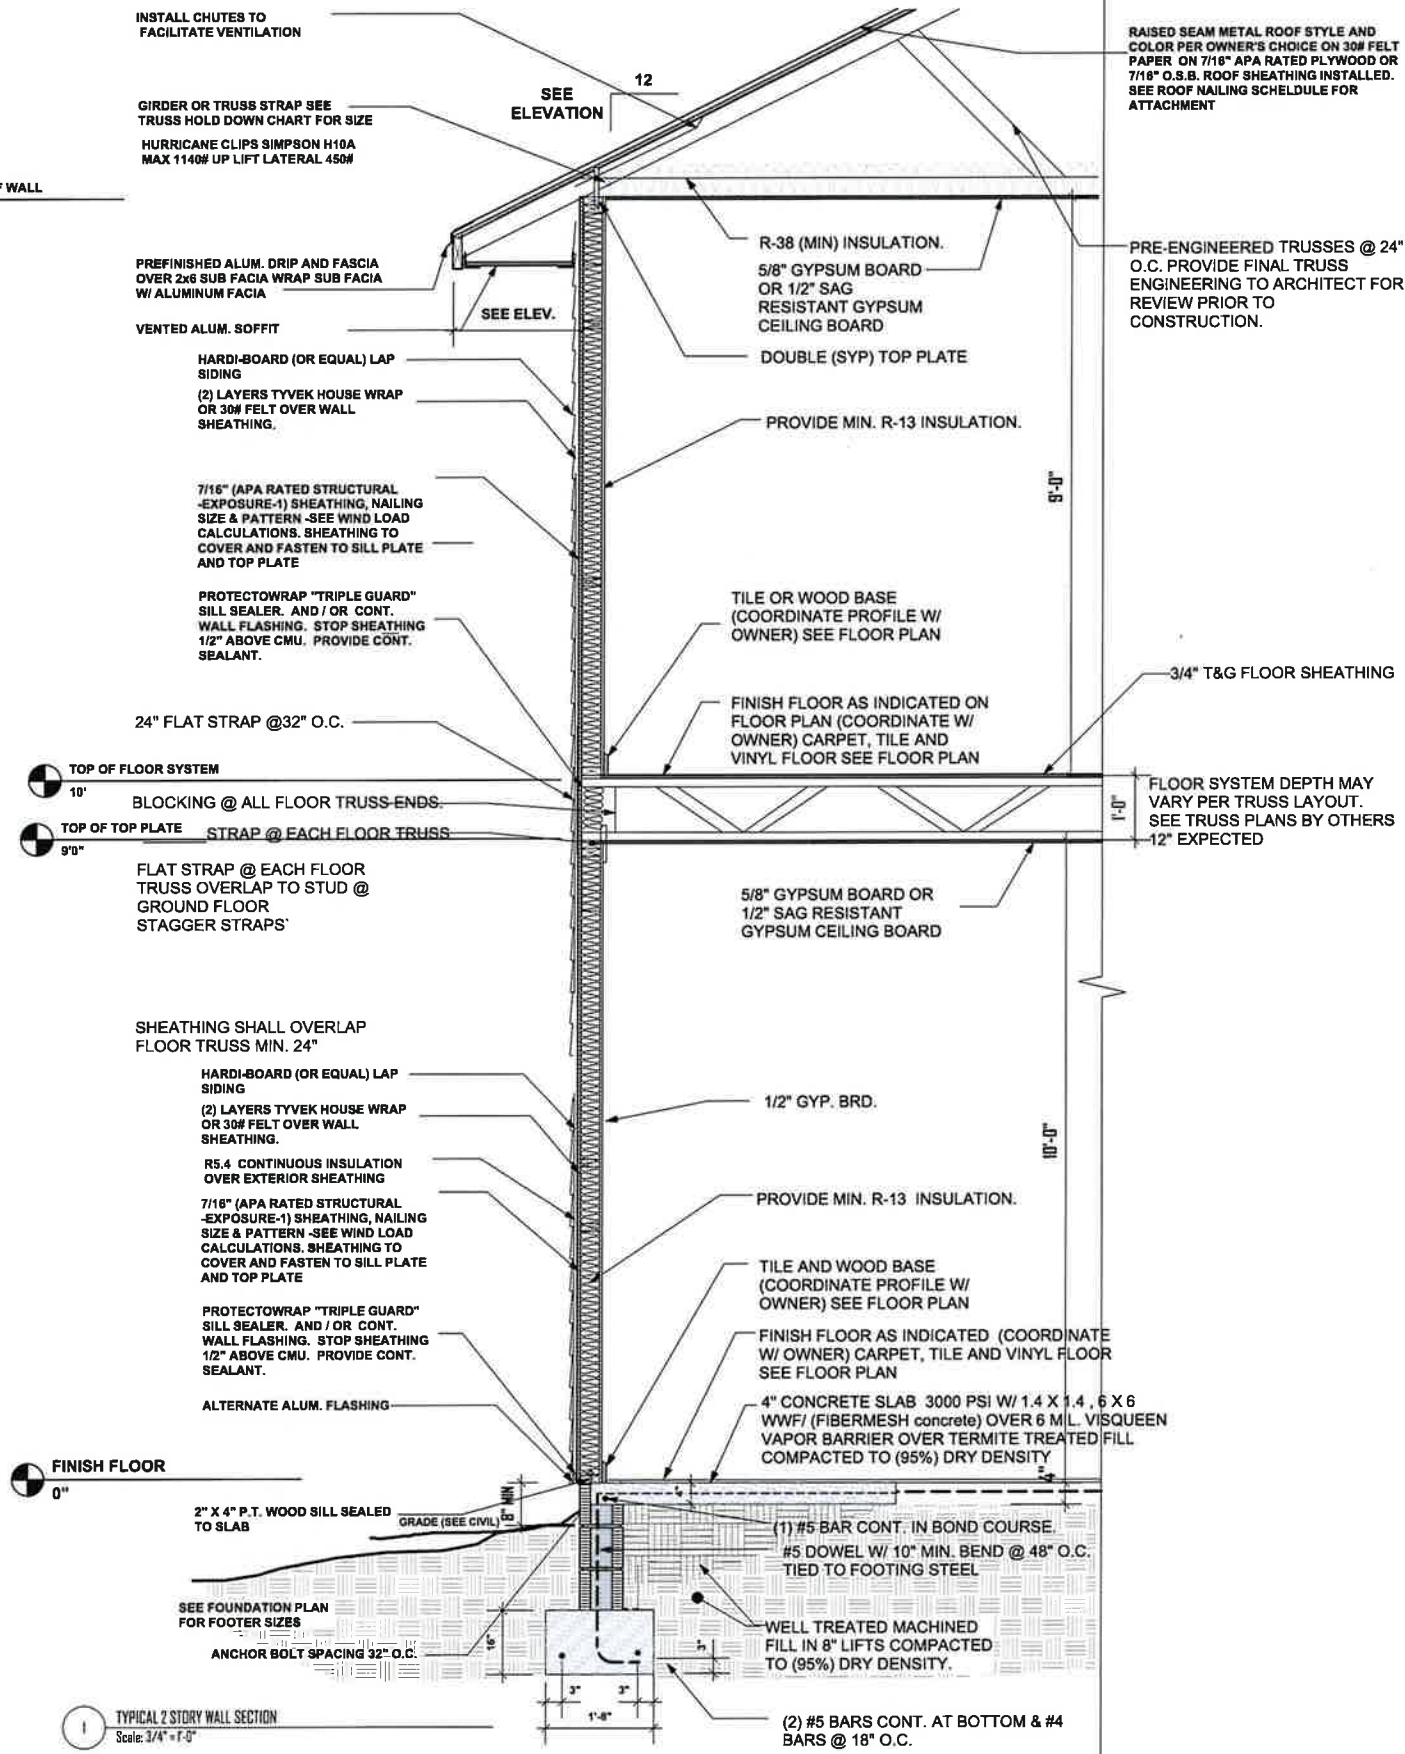 INSTALL CHUTES TO
FACILITATE VENTILATION
RAISED SEAM METAL ROOF STYLE AND
COLOR PER OWNER'S CHOICE ON 30# FELT
PAPER ON 7/16" APA RATED PLYWOOD OR
7/16" O.S.B. ROOF SHEATHING INSTALLED.
SEE ROOF NAILING SCHELDULE FOR
ATTACHMENT
12
SEE
ELEVATION
GIRDER OR TRUSS STRAP SEE
TRUSS HOLD DOWN CHART FOR SIZE
HURRICANE CLIPS SIMPSON H10A
MAX 1140# UP LIFT LATERAL 450#
WALL
R-38 (MIN) INSULATION.
5/8" GYPSUM BOARD
OR 1/2" SAG
RESISTANT GYPSUM
CEILING BOARD
DOUBLE (SYP) TOP PLATE
PRE-ENGINEERED TRUSSES @ 24"
O.C. PROVIDE FINAL TRUSS
ENGINEERING TO ARCHITECT FOR
REVIEW PRIOR TO
CONSTRUCTION.
PREFINISHED ALUM. DRIP AND FASCIA
OVER 2x6 SUB FACIA WRAP SUB FACIA
W/ ALUMINUM FACIA
SEE ELEV.
VENTED ALUM. SOFFIT
HARDI-BOARD (OR EQUAL) LAP
SIDING
(2) LAYERS TYVEK HOUSE WRAP
OR 30# FELT OVER WALL
SHEATHING.
PROVIDE MIN. R-13 INSULATION.
9'-0"
7/16" (APA RATED STRUCTURAL
-EXPOSURE-1) SHEATHING, NAILING
SIZE & PATTERN -SEE WIND LOAD
CALCULATIONS. SHEATHING TO
COVER AND FASTEN TO SILL PLATE
AND TOP PLATE
PROTECTOWRAP "TRIPLE GUARD"
SILL SEALER. AND / OR CONT.
WALL FLASHING. STOP SHEATHING
1/2" ABOVE CMU. PROVIDE CONT.
SEALANT.
TILE OR WOOD BASE
(COORDINATE PROFILE W/
OWNER) SEE FLOOR PLAN
3/4" T&G FLOOR SHEATHING
24" FLAT STRAP @32" O.C.
FINISH FLOOR AS INDICATED ON
FLOOR PLAN (COORDINATE W/
OWNER) CARPET, TILE AND
VINYL FLOOR SEE FLOOR PLAN
TOP OF FLOOR SYSTEM
10'
BLOCKING @ ALL FLOOR TRUSS ENDS.
TOP OF TOP PLATE
9'0"
STRAP @ EACH FLOOR TRUSS
1'-0"
FLOOR SYSTEM DEPTH MAY
VARY PER TRUSS LAYOUT.
SEE TRUSS PLANS BY OTHERS
12" EXPECTED
FLAT STRAP @ EACH FLOOR
TRUSS OVERLAP TO STUD @
GROUND FLOOR
STAGGER STRAPS`
5/8" GYPSUM BOARD OR
1/2" SAG RESISTANT
GYPSUM CEILING BOARD
SHEATHING SHALL OVERLAP
FLOOR TRUSS MIN. 24"
HARDI-BOARD (OR EQUAL) LAP
SIDING
(2) LAYERS TYVEK HOUSE WRAP
OR 30# FELT OVER WALL
SHEATHING.
1/2" GYP. BRD.
10'-0"
R5.4 CONTINUOUS INSULATION
OVER EXTERIOR SHEATHING
7/16" (APA RATED STRUCTURAL
-EXPOSURE-1) SHEATHING, NAILING
SIZE & PATTERN -SEE WIND LOAD
CALCULATIONS. SHEATHING TO
COVER AND FASTEN TO SILL PLATE
AND TOP PLATE
PROVIDE MIN. R-13 INSULATION.
TILE AND WOOD BASE
(COORDINATE PROFILE W/
OWNER) SEE FLOOR PLAN
PROTECTOWRAP "TRIPLE GUARD"
SILL SEALER. AND / OR CONT.
WALL FLASHING. STOP SHEATHING
1/2" ABOVE CMU. PROVIDE CONT.
SEALANT.
FINISH FLOOR AS INDICATED (COORDINATE
W/ OWNER) CARPET, TILE AND VINYL FLOOR
SEE FLOOR PLAN
ALTERNATE ALUM. FLASHING
4" CONCRETE SLAB 3000 PSI W/ 1.4 X 1.4 , 6 X 6
WWF/ (FIBERMESH concrete) OVER 6 MIL. VISQUEEN
VAPOR BARRIER OVER TERMITE TREATED FILL
COMPACTED TO (95%) DRY DENSITY
4"
FINISH FLOOR
0"
4"
8" MIN
2" X 4" P.T. WOOD SILL SEALED
TO SLAB
GRADE (SEE CIVIL)
(1) #5 BAR CONT. IN BOND COURSE.
#5 DOWEL W/ 10" MIN. BEND @ 48" O.C.
TIED TO FOOTING STEEL
SEE FOUNDATION PLAN
FOR FOOTER SIZES
WELL TREATED MACHINED
FILL IN 8" LIFTS COMPACTED
TO (95%) DRY DENSITY.
ANCHOR BOLT SPACING 32" O.C.
16"
3"
3"
3"
1'-8"
(2) #5 BARS CONT. AT BOTTOM & #4
BARS @ 18" O.C.
1
TYPICAL 2 STORY WALL SECTION
Scale: 3/4" = 1'-0"